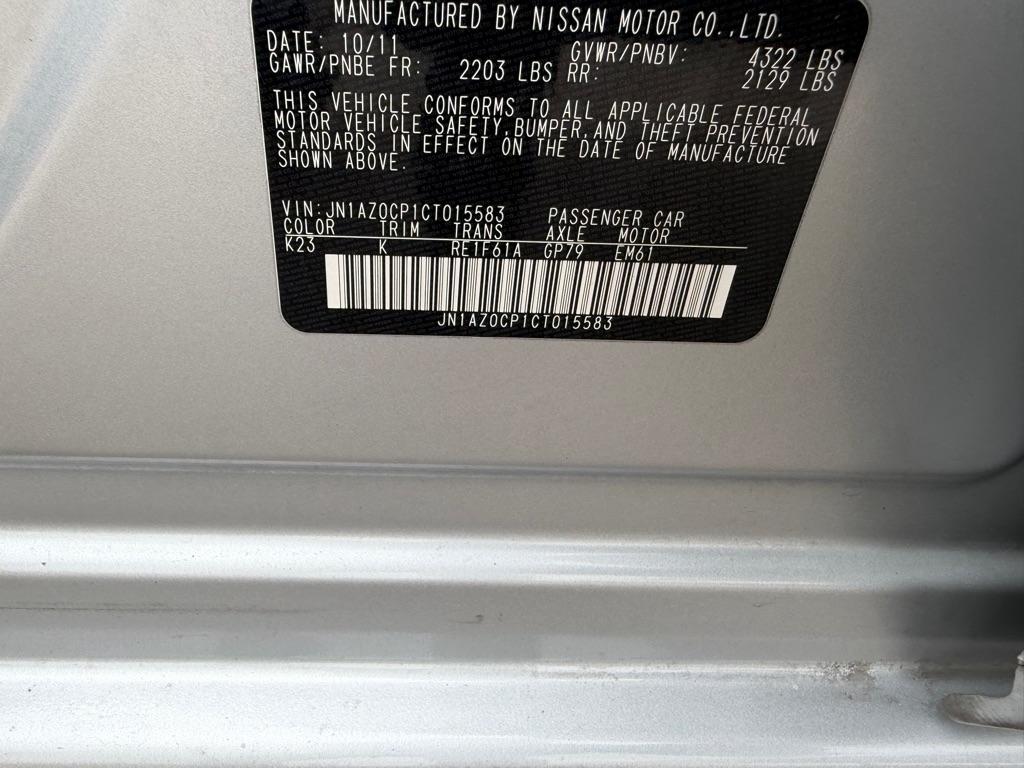 MANUFACTURED BY NISSAN MOTOR CO.,LTD.
DATE: 10/11 GVWR/PNBV: 4322 LBS
GAWR/PNBE FR: 2203 LBS RR: 2129 LBS
THIS VEHICLE CONFORMS TO ALL APPLICABLE FEDERAL
MOTOR VEHICLE SAFETY,BUMPER,AND THEFT PREVENTION
STANDARDS IN EFFECT ON THE DATE OF MANUFACTURE
SHOWN ABOVE.
VIN:JN1AZ0CP1CT015583 PASSENGER CAR
COLOR TRIM TRANS AXLE MOTOR
K23 K RE1F61A GP79 EM61
JN1AZ0CP1CT015583